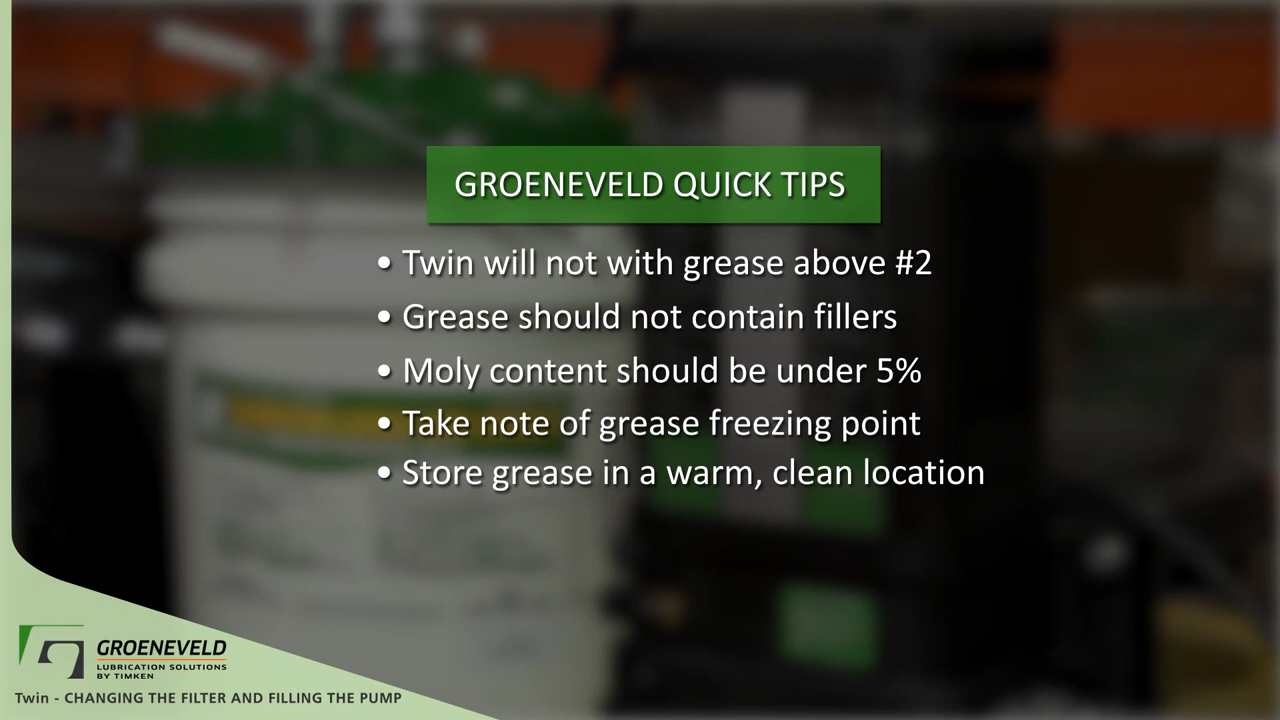 GROENEVELD QUICK TIPS
• Twin will not with grease above #2
• Grease should not contain fillers
• Moly content should be under 5%
• Take note of grease freezing point
• Store grease in a warm, clean location
GROENEVELD
LUBRICATION SOLUTIONS
BY TIMKEN
Twin - CHANGING THE FILTER AND FILLING THE PUMP